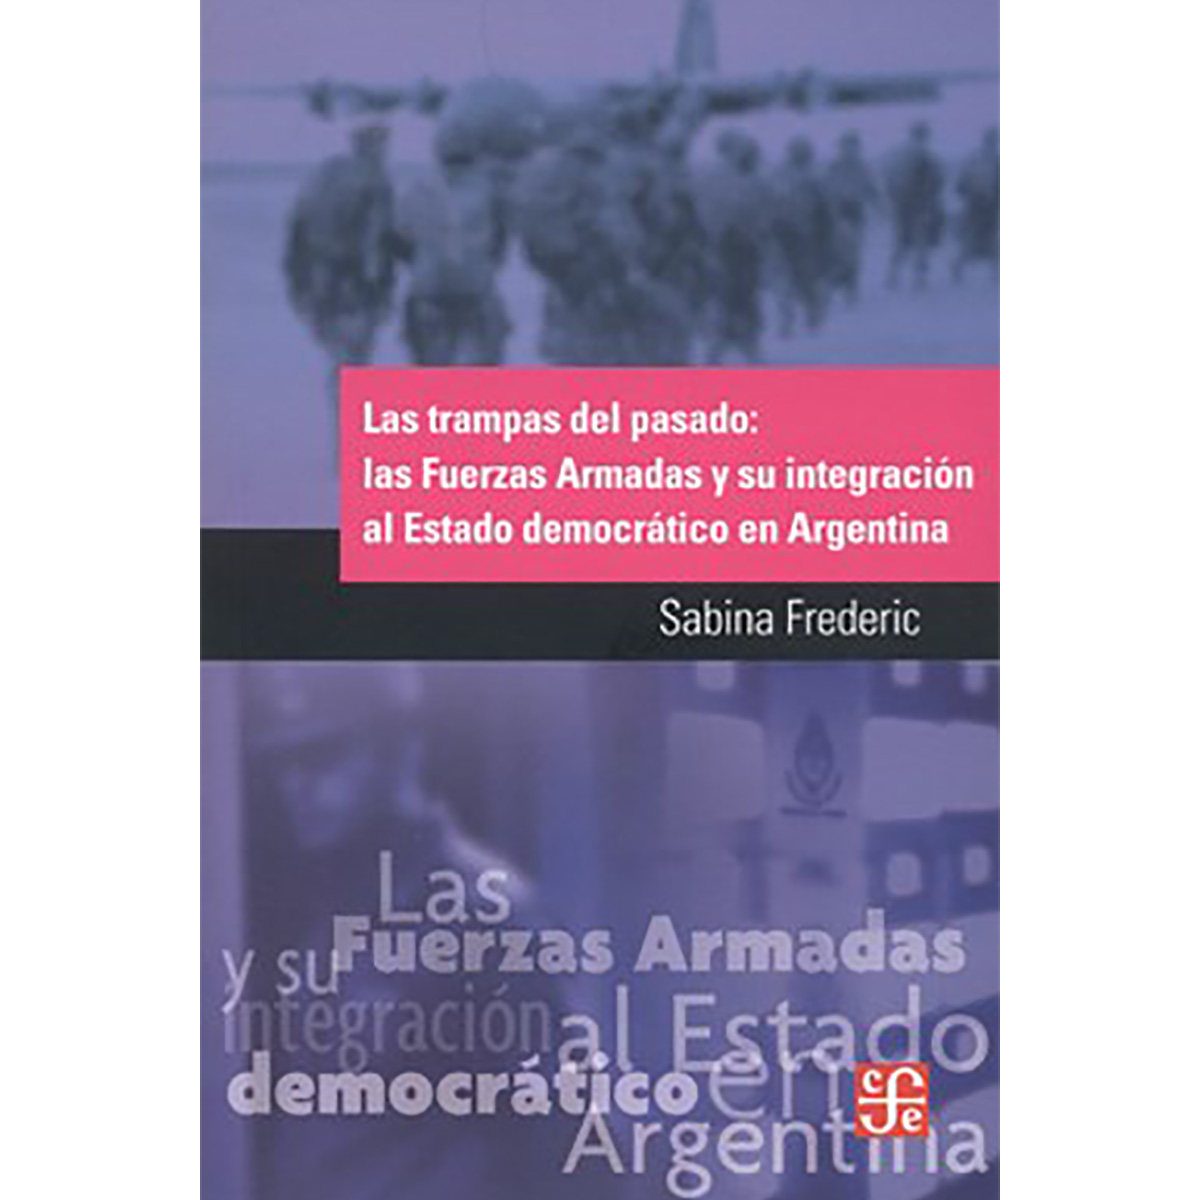 Las trampas del pasado:
las Fuerzas Armadas y su integración
al Estado democrático en Argentina
Sabina Frederic
Las
Fuerzas Armadas
y su
integración al Estado
democrático en
Argentina
cfe